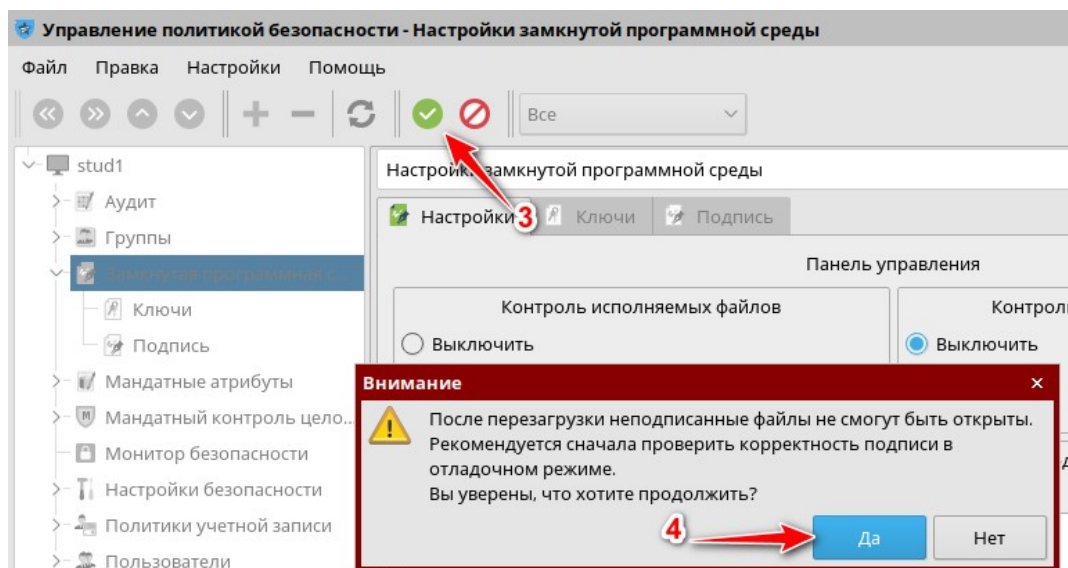 Управление политикой безопасности - Настройки замкнутой программной среды
Файл Правка Настройки Помощь
Все
stud1
Аудит
Группы
Замкнутая программная с...
Ключи
Подпись
Мандатные атрибуты
Мандатный контроль цело...
Монитор безопасности
Настройки безопасности
Политики учетной записи
Пользователи
Настройки замкнутой программной среды
Настройки Ключи Подпись
3
Панель управления
Контроль исполняемых файлов
Выключить
Контрол
Выключить
Внимание
После перезагрузки неподписанные файлы не смогут быть открыты.
Рекомендуется сначала проверить корректность подписи в
отладочном режиме.
Вы уверены, что хотите продолжить?
4
Да Нет